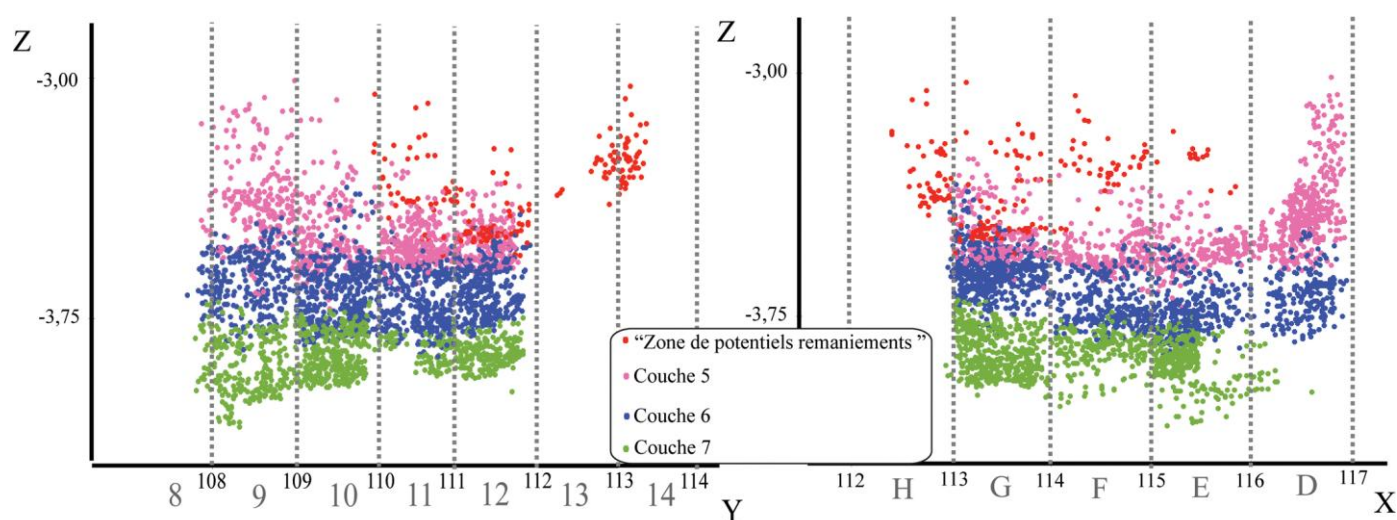 Z
-3,00
-3,75
108 109 110 111 112 113 114
8 9 10 11 12 13 14
Y
Z
-3,00
-3,75
112 113 114 115 116 117
H G F E D
X
“Zone de potentiels remaniements ”
Couche 5
Couche 6
Couche 7